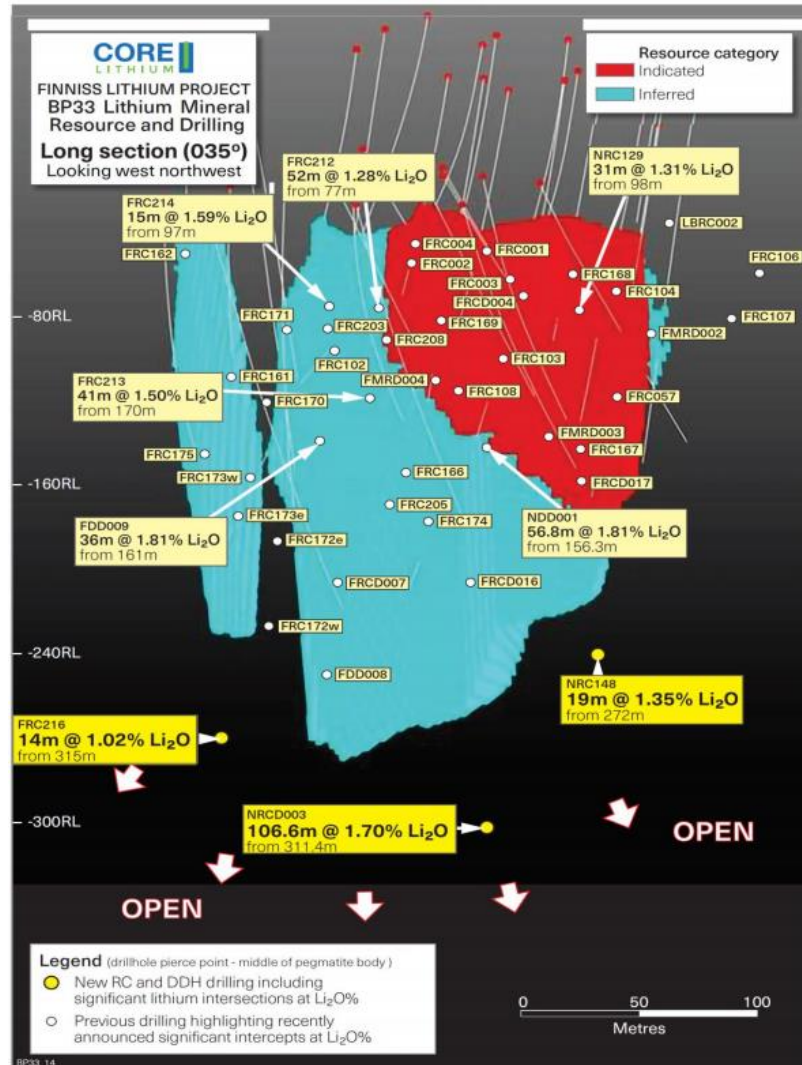 CORE
LITHIUM
FINNISS LITHIUM PROJECT
BP33 Lithium Mineral
Resource and Drilling
Long section (035º)
Looking west northwest
Resource category
Indicated
Inferred
FRC212
52m @ 1.28% Li₂O
from 77m
NRC129
31m @ 1.31% Li₂O
from 98m
FRC214
15m @ 1.59% Li₂O
from 97m
LBRC002
FRC162
FRC004
FRC001
FRC106
FRC002
FRC003
FRC168
FRCD004
FRC104
-80RL
FRC171
FRC203
FRC169
FRC107
FRC208
FMRD002
FRC102
FRC103
FRC213
41m @ 1.50% Li₂O
from 170m
FRC161
FMRD004
FRC108
FRC170
FRC057
FMRD003
FRC175
FRC167
-160RL
FRC173w
FRC166
FRCD017
FRC205
FRC173e
FRC174
FDD009
36m @ 1.81% Li₂O
from 161m
NDD001
56.8m @ 1.81% Li₂O
from 156.3m
FRC172e
FRCD007
FRCD016
FRC172w
-240RL
FDD008
NRC148
19m @ 1.35% Li₂O
from 272m
FRC216
14m @ 1.02% Li₂O
from 315m
-300RL
NRCD003
106.6m @ 1.70% Li₂O
from 311.4m
OPEN
OPEN
Legend (drillhole pierce point - middle of pegmatite body )
New RC and DDH drilling including
significant lithium intersections at Li₂O%
Previous drilling highlighting recently
announced significant intercepts at Li₂O%
0 50 100
Metres
BP33_14